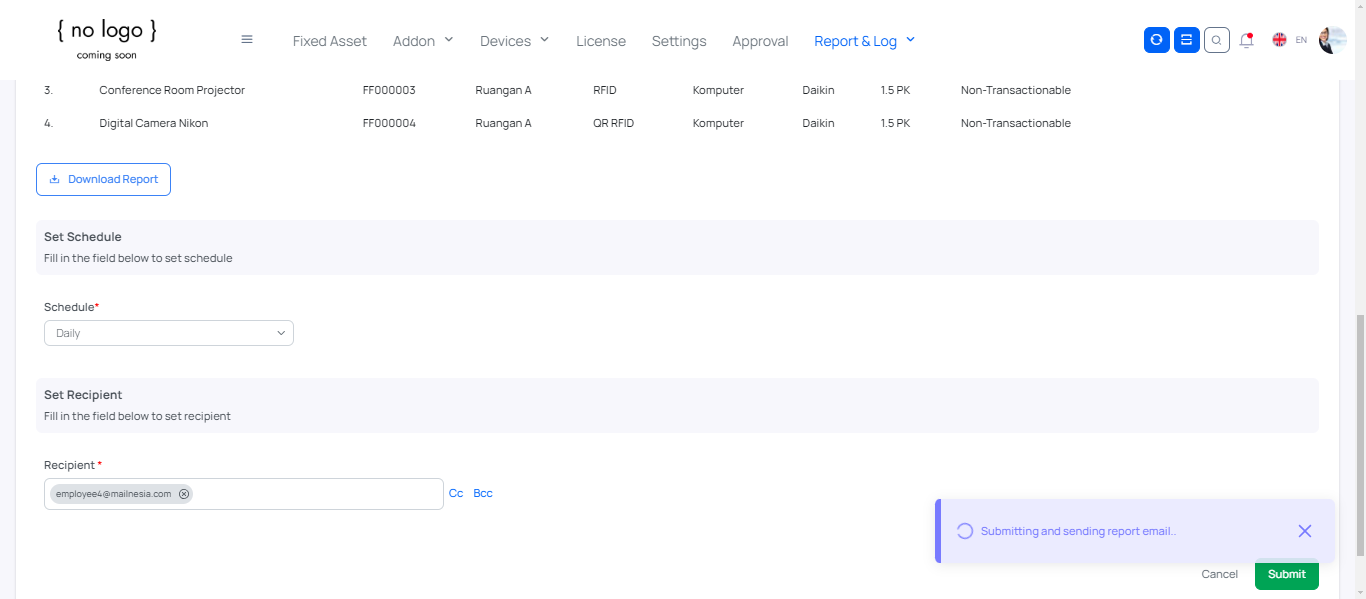 { no logo }
coming soon
Fixed Asset Addon Devices License Settings Approval Report & Log EN
3. Conference Room Projector FF000003 Ruangan A RFID Komputer Daikin 1.5 PK Non-Transactionable
4. Digital Camera Nikon FF000004 Ruangan A QR RFID Komputer Daikin 1.5 PK Non-Transactionable
Download Report
Set Schedule
Fill in the field below to set schedule
Schedule*
Daily
Set Recipient
Fill in the field below to set recipient
Recipient *
employee4@mailnesia.com Cc Bcc
Submitting and sending report email..
Cancel Submit